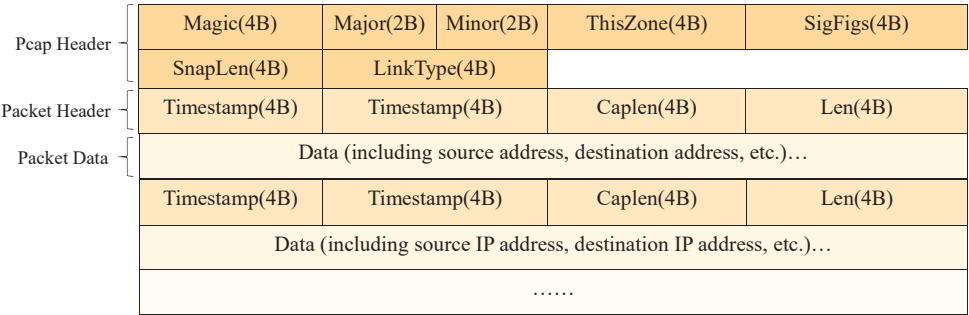 Pcap Header
Magic(4B) Major(2B) Minor(2B) ThisZone(4B) SigFigs(4B)
SnapLen(4B) LinkType(4B)
Packet Header Timestamp(4B) Timestamp(4B) Caplen(4B) Len(4B)
Packet Data Data (including source address, destination address, etc.)…
Timestamp(4B) Timestamp(4B) Caplen(4B) Len(4B)
Data (including source IP address, destination IP address, etc.)…
……